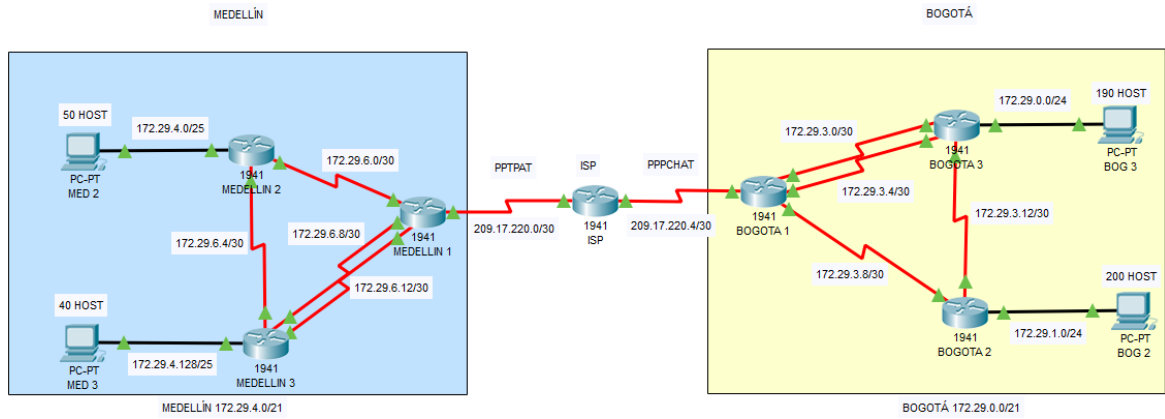 MEDELLÍN
BOGOTÁ
50 HOST
172.29.4.0/25
PC-PT
MED 2
1941
MEDELLIN 2
172.29.6.0/30
172.29.6.4/30
172.29.6.8/30
1941
MEDELLIN 1
172.29.6.12/30
40 HOST
PC-PT
MED 3
172.29.4.128/25
1941
MEDELLIN 3
MEDELLÍN 172.29.4.0/21
PPTPAT
209.17.220.0/30
ISP
1941
ISP
PPPCHAT
209.17.220.4/30
172.29.3.0/30
172.29.3.4/30
1941
BOGOTA 1
1941
BOGOTA 3
172.29.0.0/24
190 HOST
PC-PT
BOG 3
172.29.3.12/30
172.29.3.8/30
1941
BOGOTA 2
172.29.1.0/24
200 HOST
PC-PT
BOG 2
BOGOTÁ 172.29.0.0/21